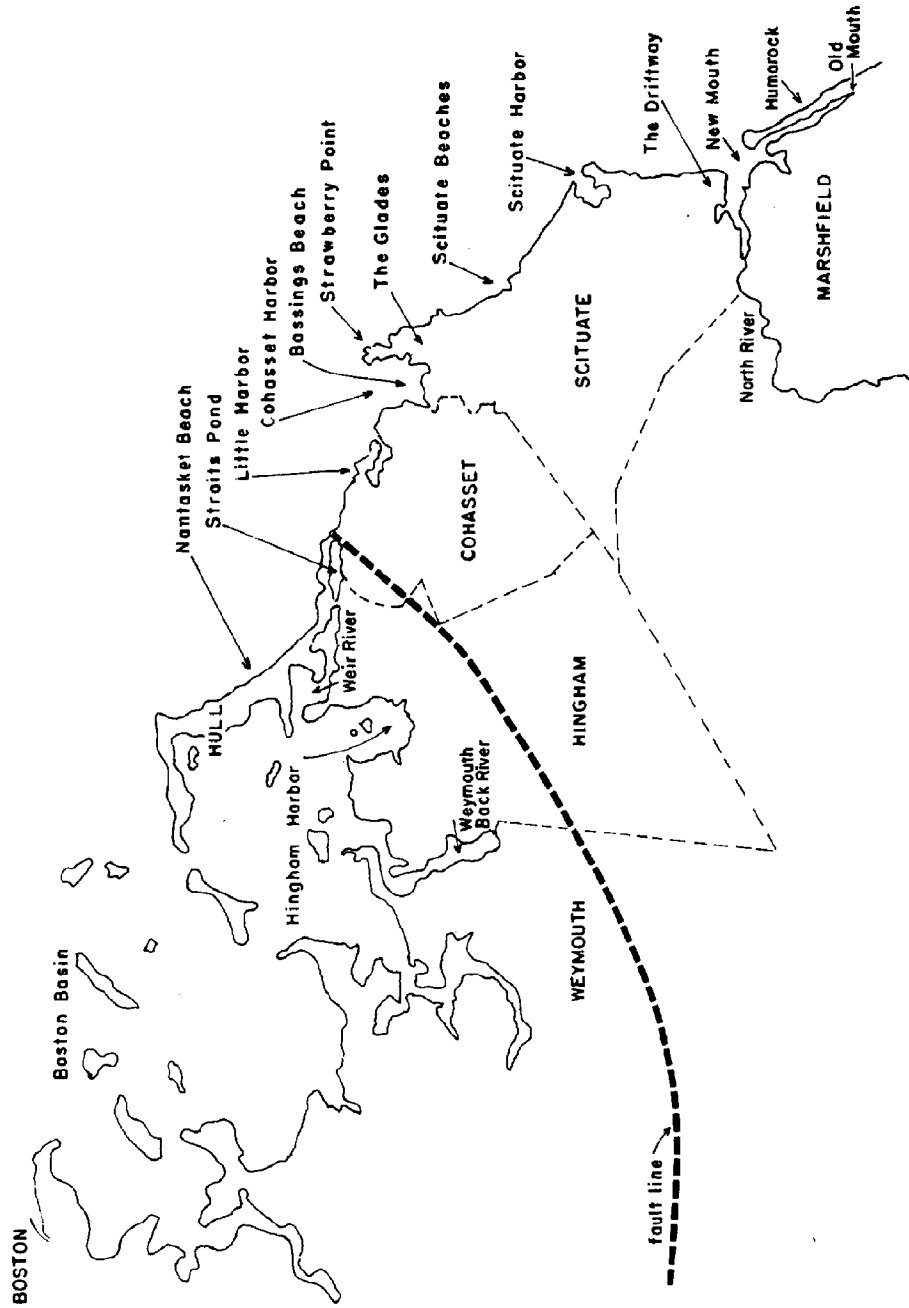 BOSTON
Boston Basin
HULL
Hingham Harbor
Weir River
Weymouth
Back River
Nantasket Beach
Straits Pond
Little Harbor
Cohasset Harbor
Bassings Beach
Strawberry Point
The Glades
Scituate Beaches
Scituate Harbor
The Driftway
New Mouth
Humarock
Old
Mouth
WEYMOUTH
HINGHAM
COHASSET
SCITUATE
North River
MARSHFIELD
fault line